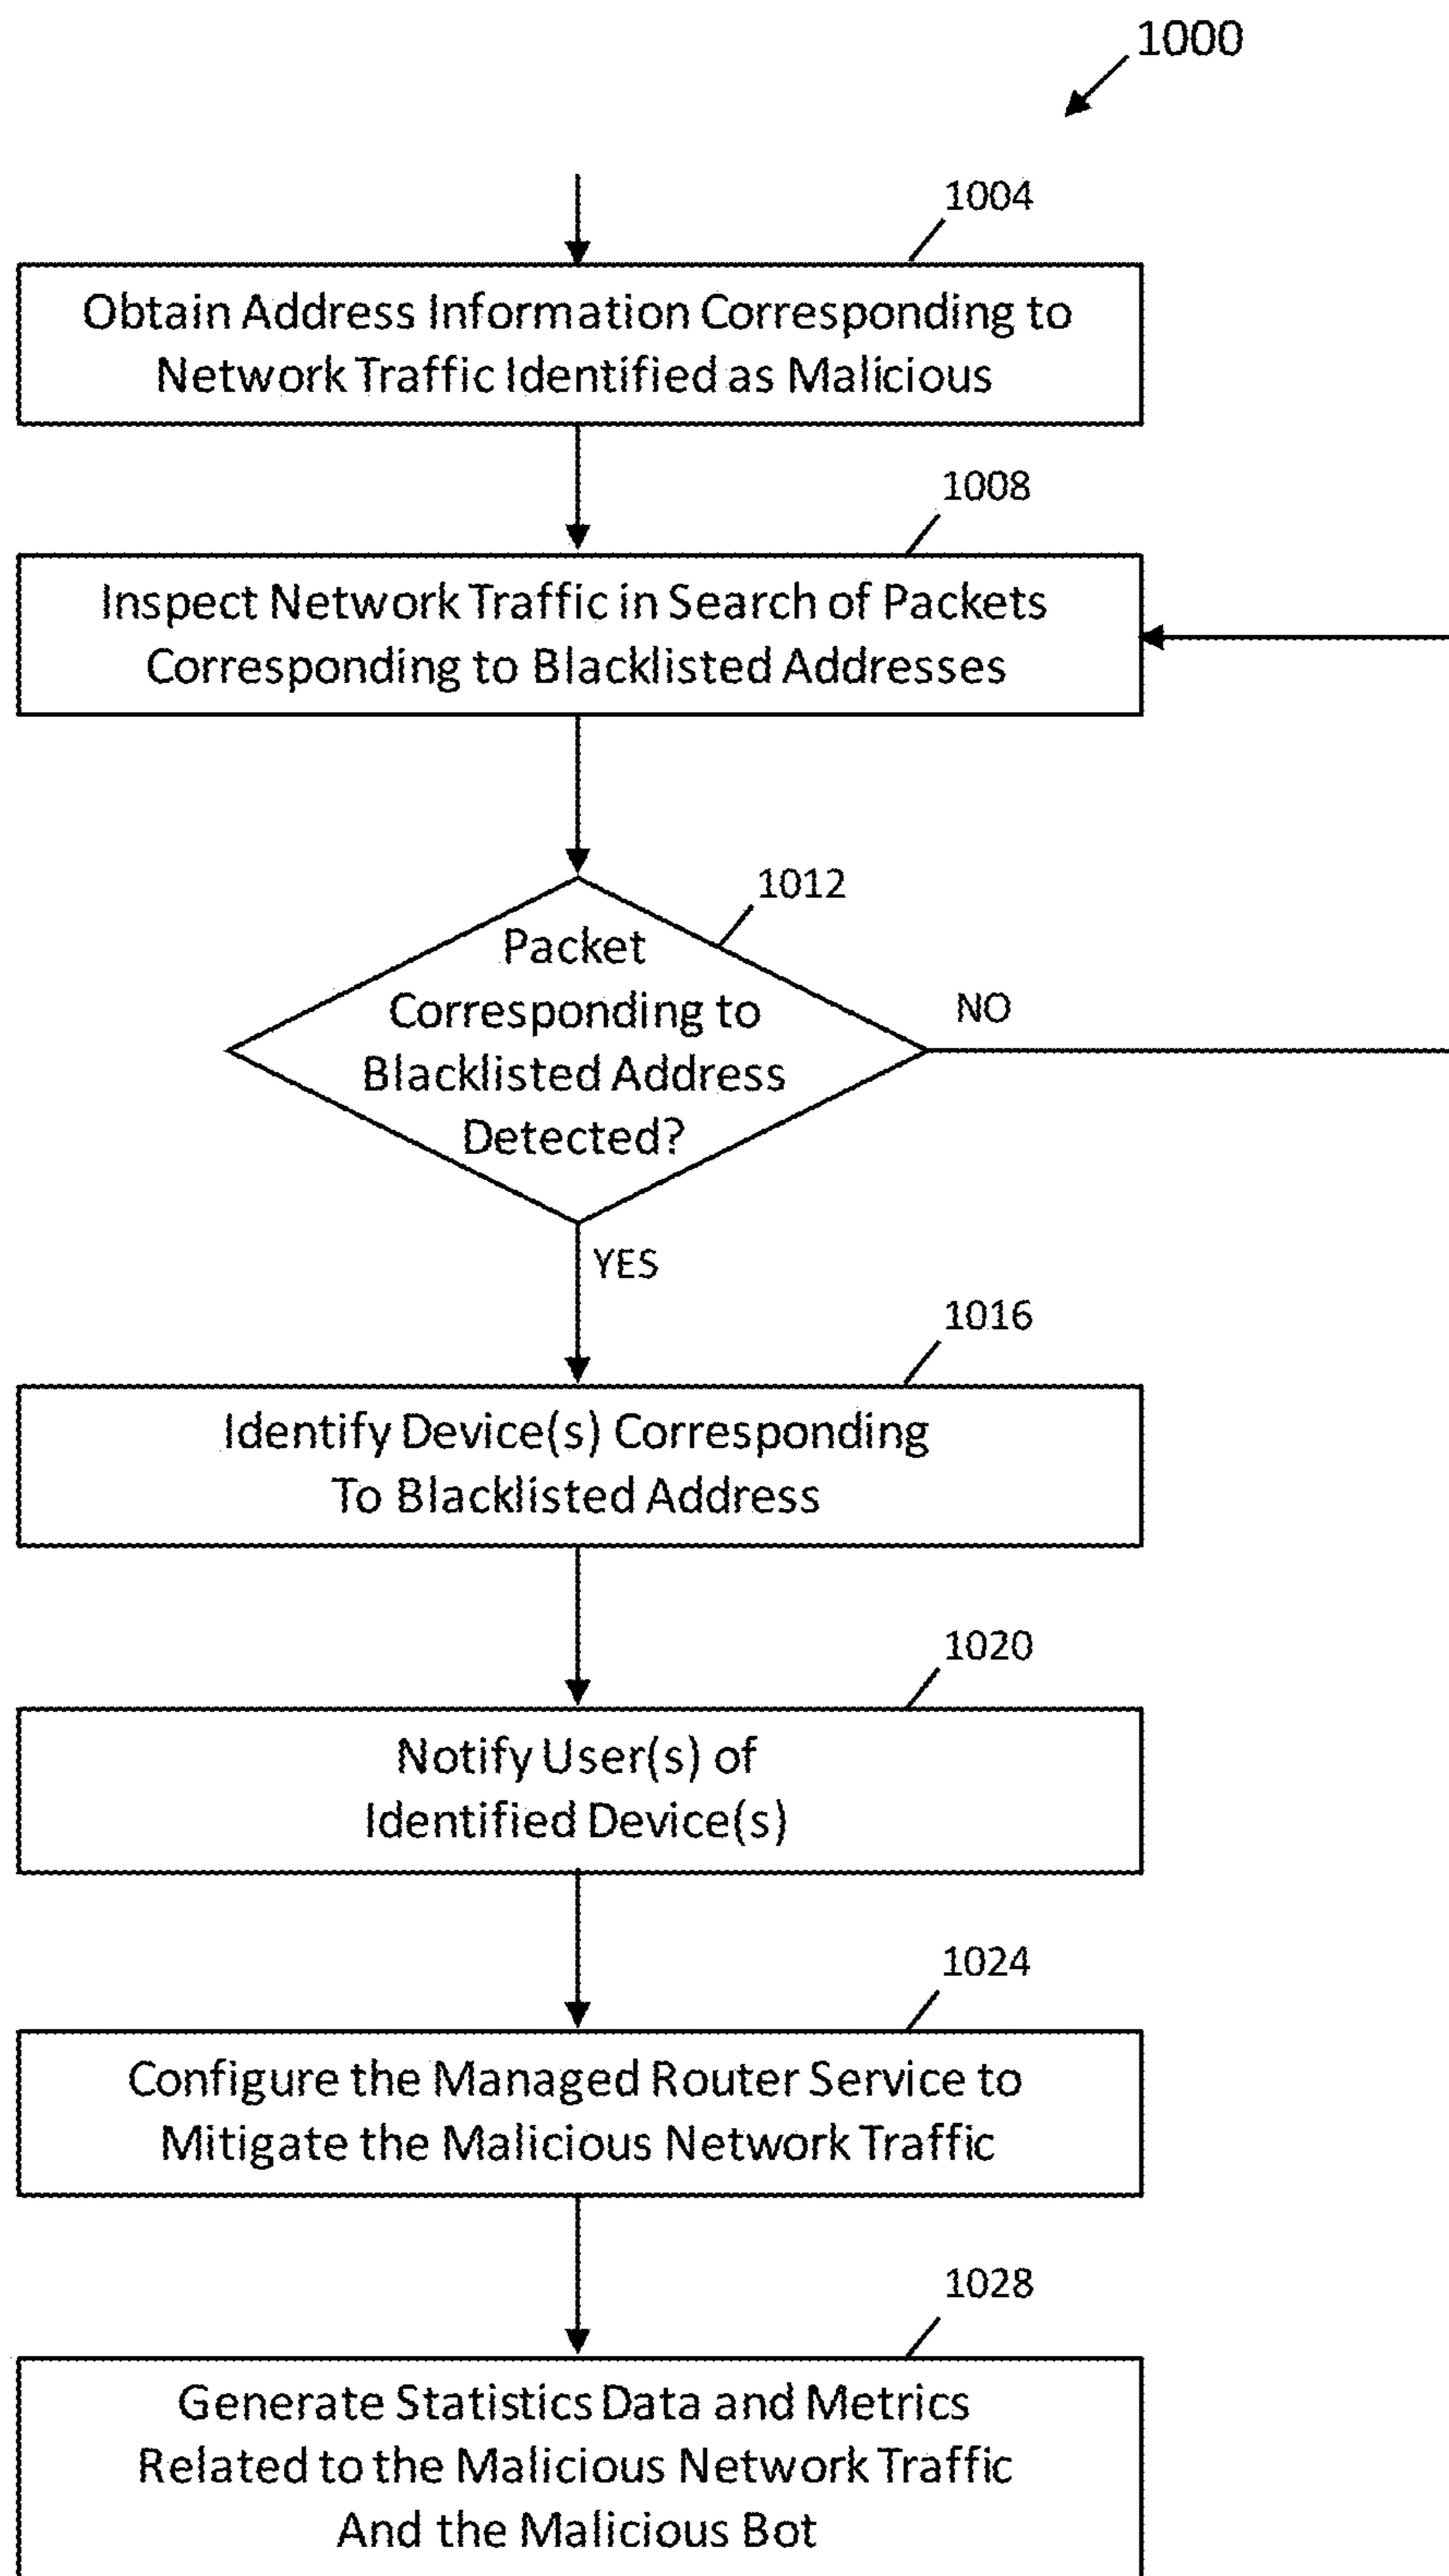 1000
1004
Obtain Address Information Corresponding to
Network Traffic Identified as Malicious
1008
Inspect Network Traffic in Search of Packets
Corresponding to Blacklisted Addresses
1012
Packet
Corresponding to
Blacklisted Address
Detected?
NO
YES
1016
Identify Device(s) Corresponding
To Blacklisted Address
1020
Notify User(s) of
Identified Device(s)
1024
Configure the Managed Router Service to
Mitigate the Malicious Network Traffic
1028
Generate Statistics Data and Metrics
Related to the Malicious Network Traffic
And the Malicious Bot